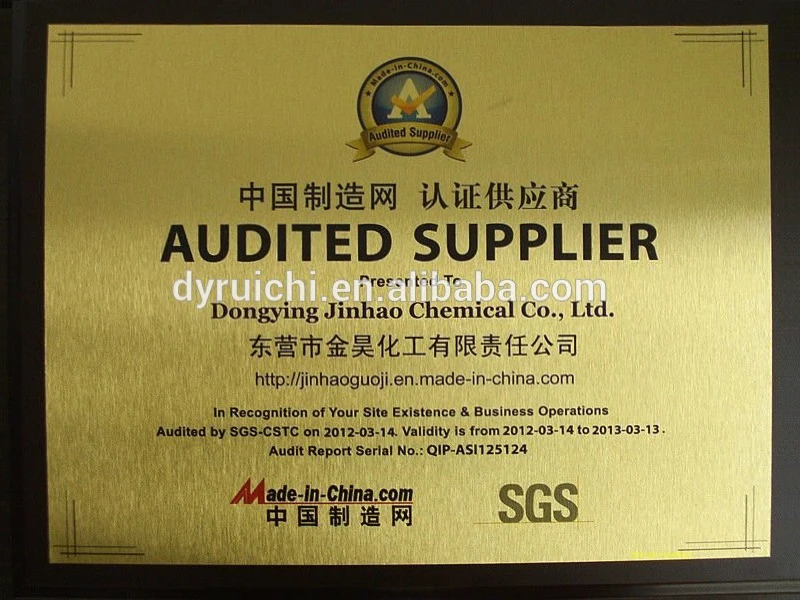 Made-in-China.com
A
Audited Supplier
中国制造网 认证供应商
AUDITED SUPPLIER
Presented To
dyruichi.en.alibaba.com
Dongying Jinhao Chemical Co., Ltd.
东营市金昊化工有限责任公司
http://jinhaoguoji.en.made-in-china.com
In Recognition of Your Site Existence & Business Operations
Audited by SGS-CSTC on 2012-03-14. Validity is from 2012-03-14 to 2013-03-13.
Audit Report Serial No.: QIP-ASI125124
Made-in-China.com
中国制造网
SGS